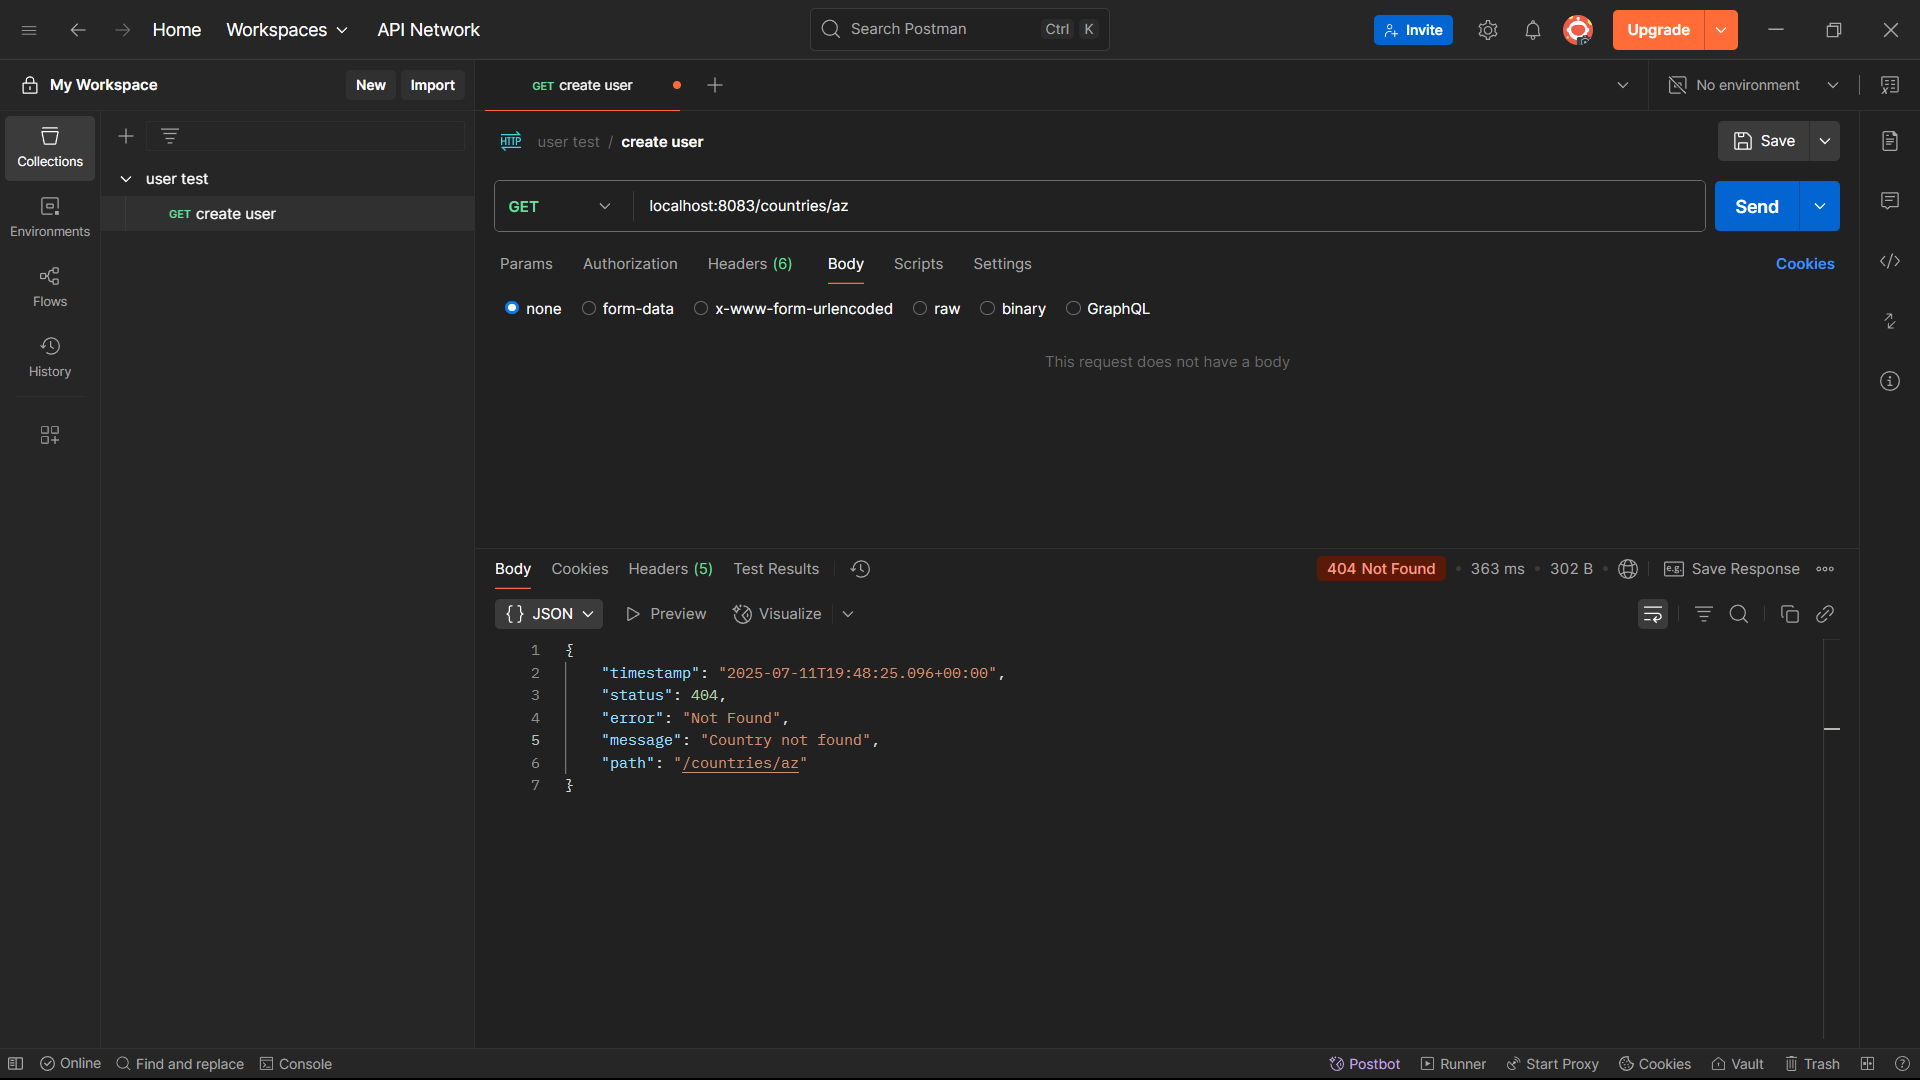 Home Workspaces API Network Search Postman Ctrl K Invite Upgrade
My Workspace New Import GET create user No environment
Collections
Environments
Flows
History
user test
GET create user
HTTP user test / create user Save
GET localhost:8083/countries/az Send
Params Authorization Headers (6) Body Scripts Settings Cookies
none form-data x-www-form-urlencoded raw binary GraphQL
This request does not have a body
Body Cookies Headers (5) Test Results 404 Not Found • 363 ms • 302 B • e.g. Save Response
{} JSON Preview Visualize
1 {
2 "timestamp": "2025-07-11T19:48:25.096+00:00",
3 "status": 404,
4 "error": "Not Found",
5 "message": "Country not found",
6 "path": "/countries/az"
7 }
Online Find and replace Console Postbot Runner Start Proxy Cookies Vault Trash